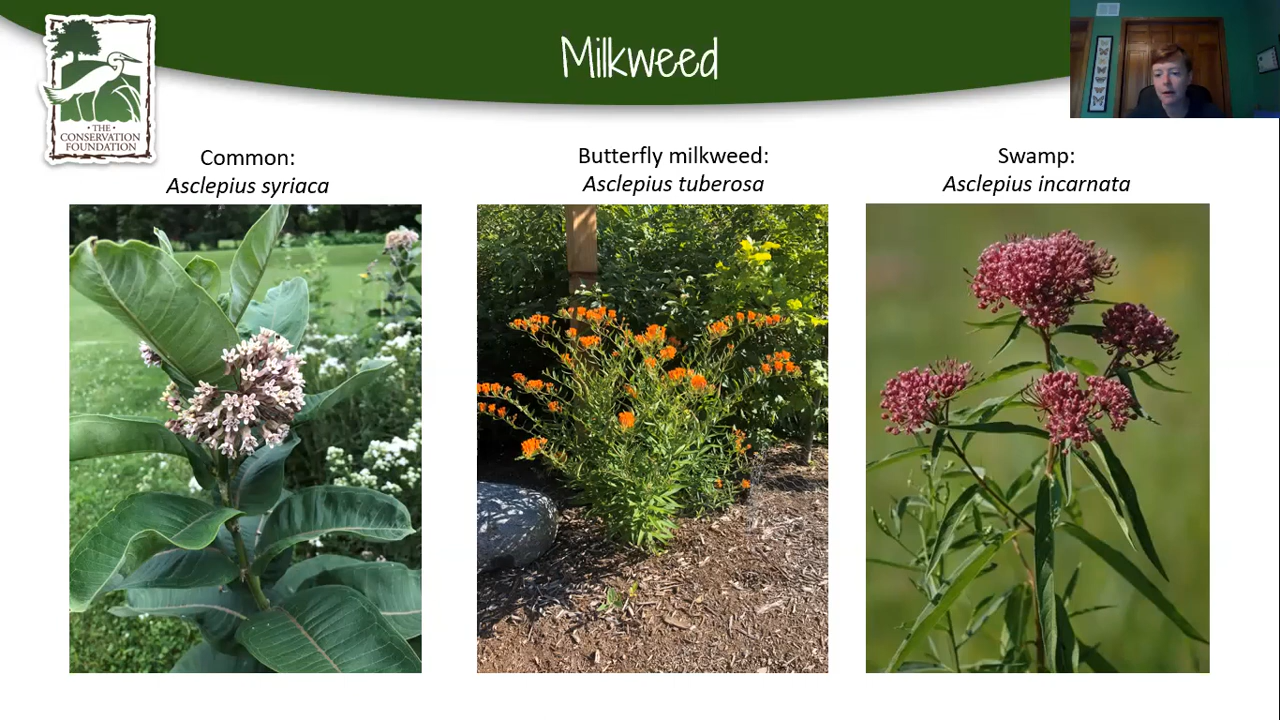 Milkweed
• THE •
CONSERVATION
FOUNDATION
Common:
Asclepius syriaca
Butterfly milkweed:
Asclepius tuberosa
Swamp:
Asclepius incarnata